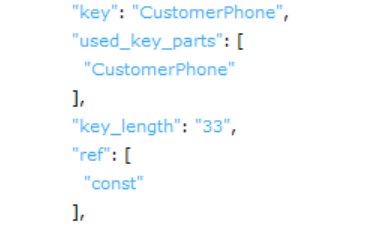 "key": "CustomerPhone",
"used_key_parts": [
"CustomerPhone"
],
"key_length": "33",
"ref": [
"const"
],